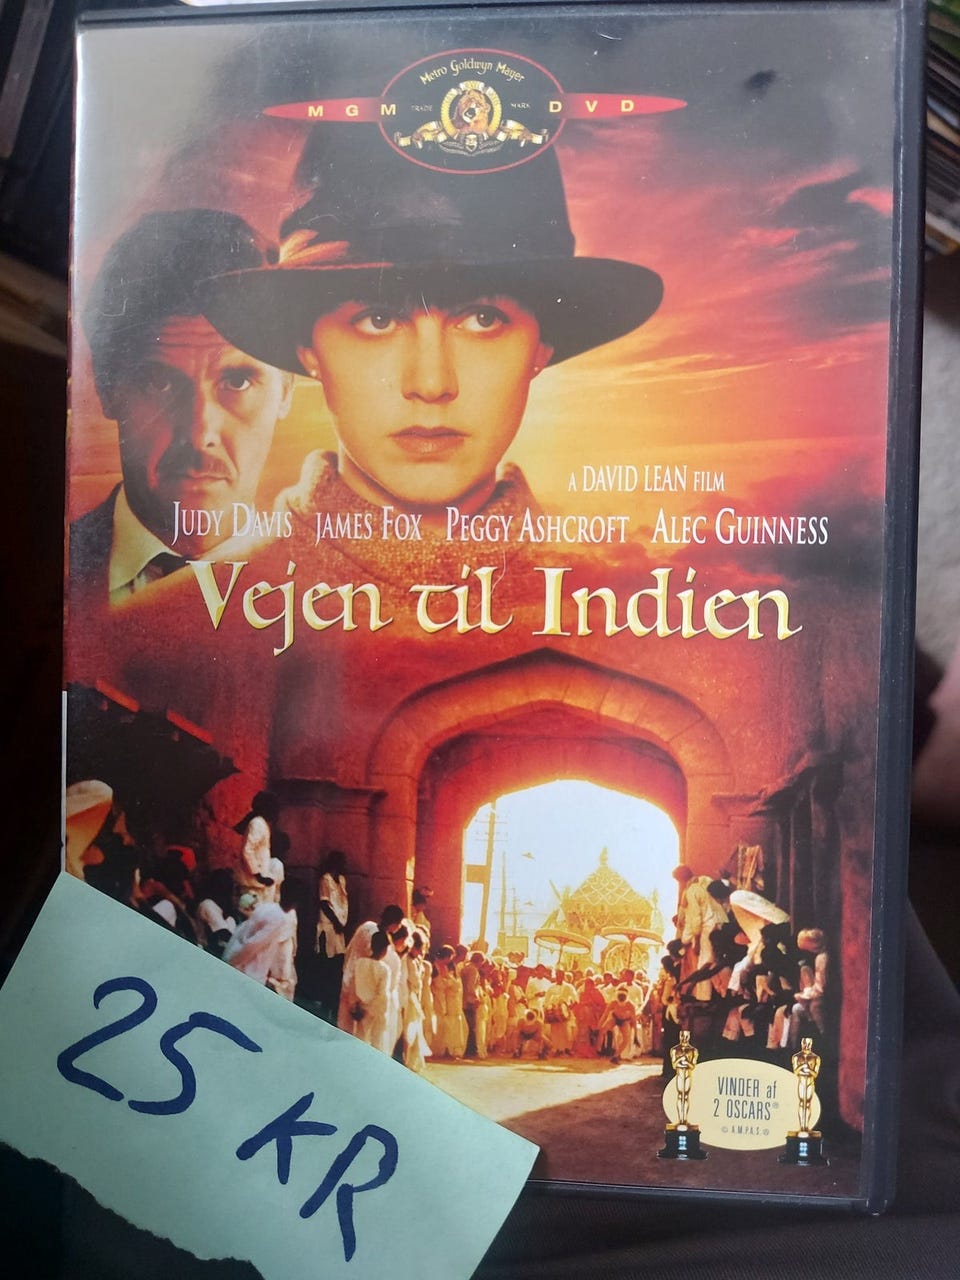 Metro Goldwyn Mayer
MGM TRADE MARK DVD
A DAVID LEAN FILM
JUDY DAVIS JAMES FOX PEGGY ASHCROFT ALEC GUINNESS
Vejen til Indien
VINDER af
2 OSCARS®
© A.M.P.A.S.®
25 KR